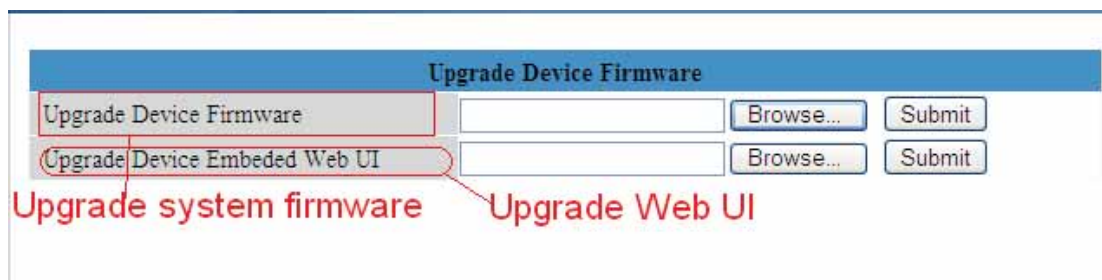 Upgrade Device Firmware
Upgrade Device Firmware Browse... Submit
Upgrade Device Embeded Web UI Browse... Submit
Upgrade system firmware Upgrade Web UI